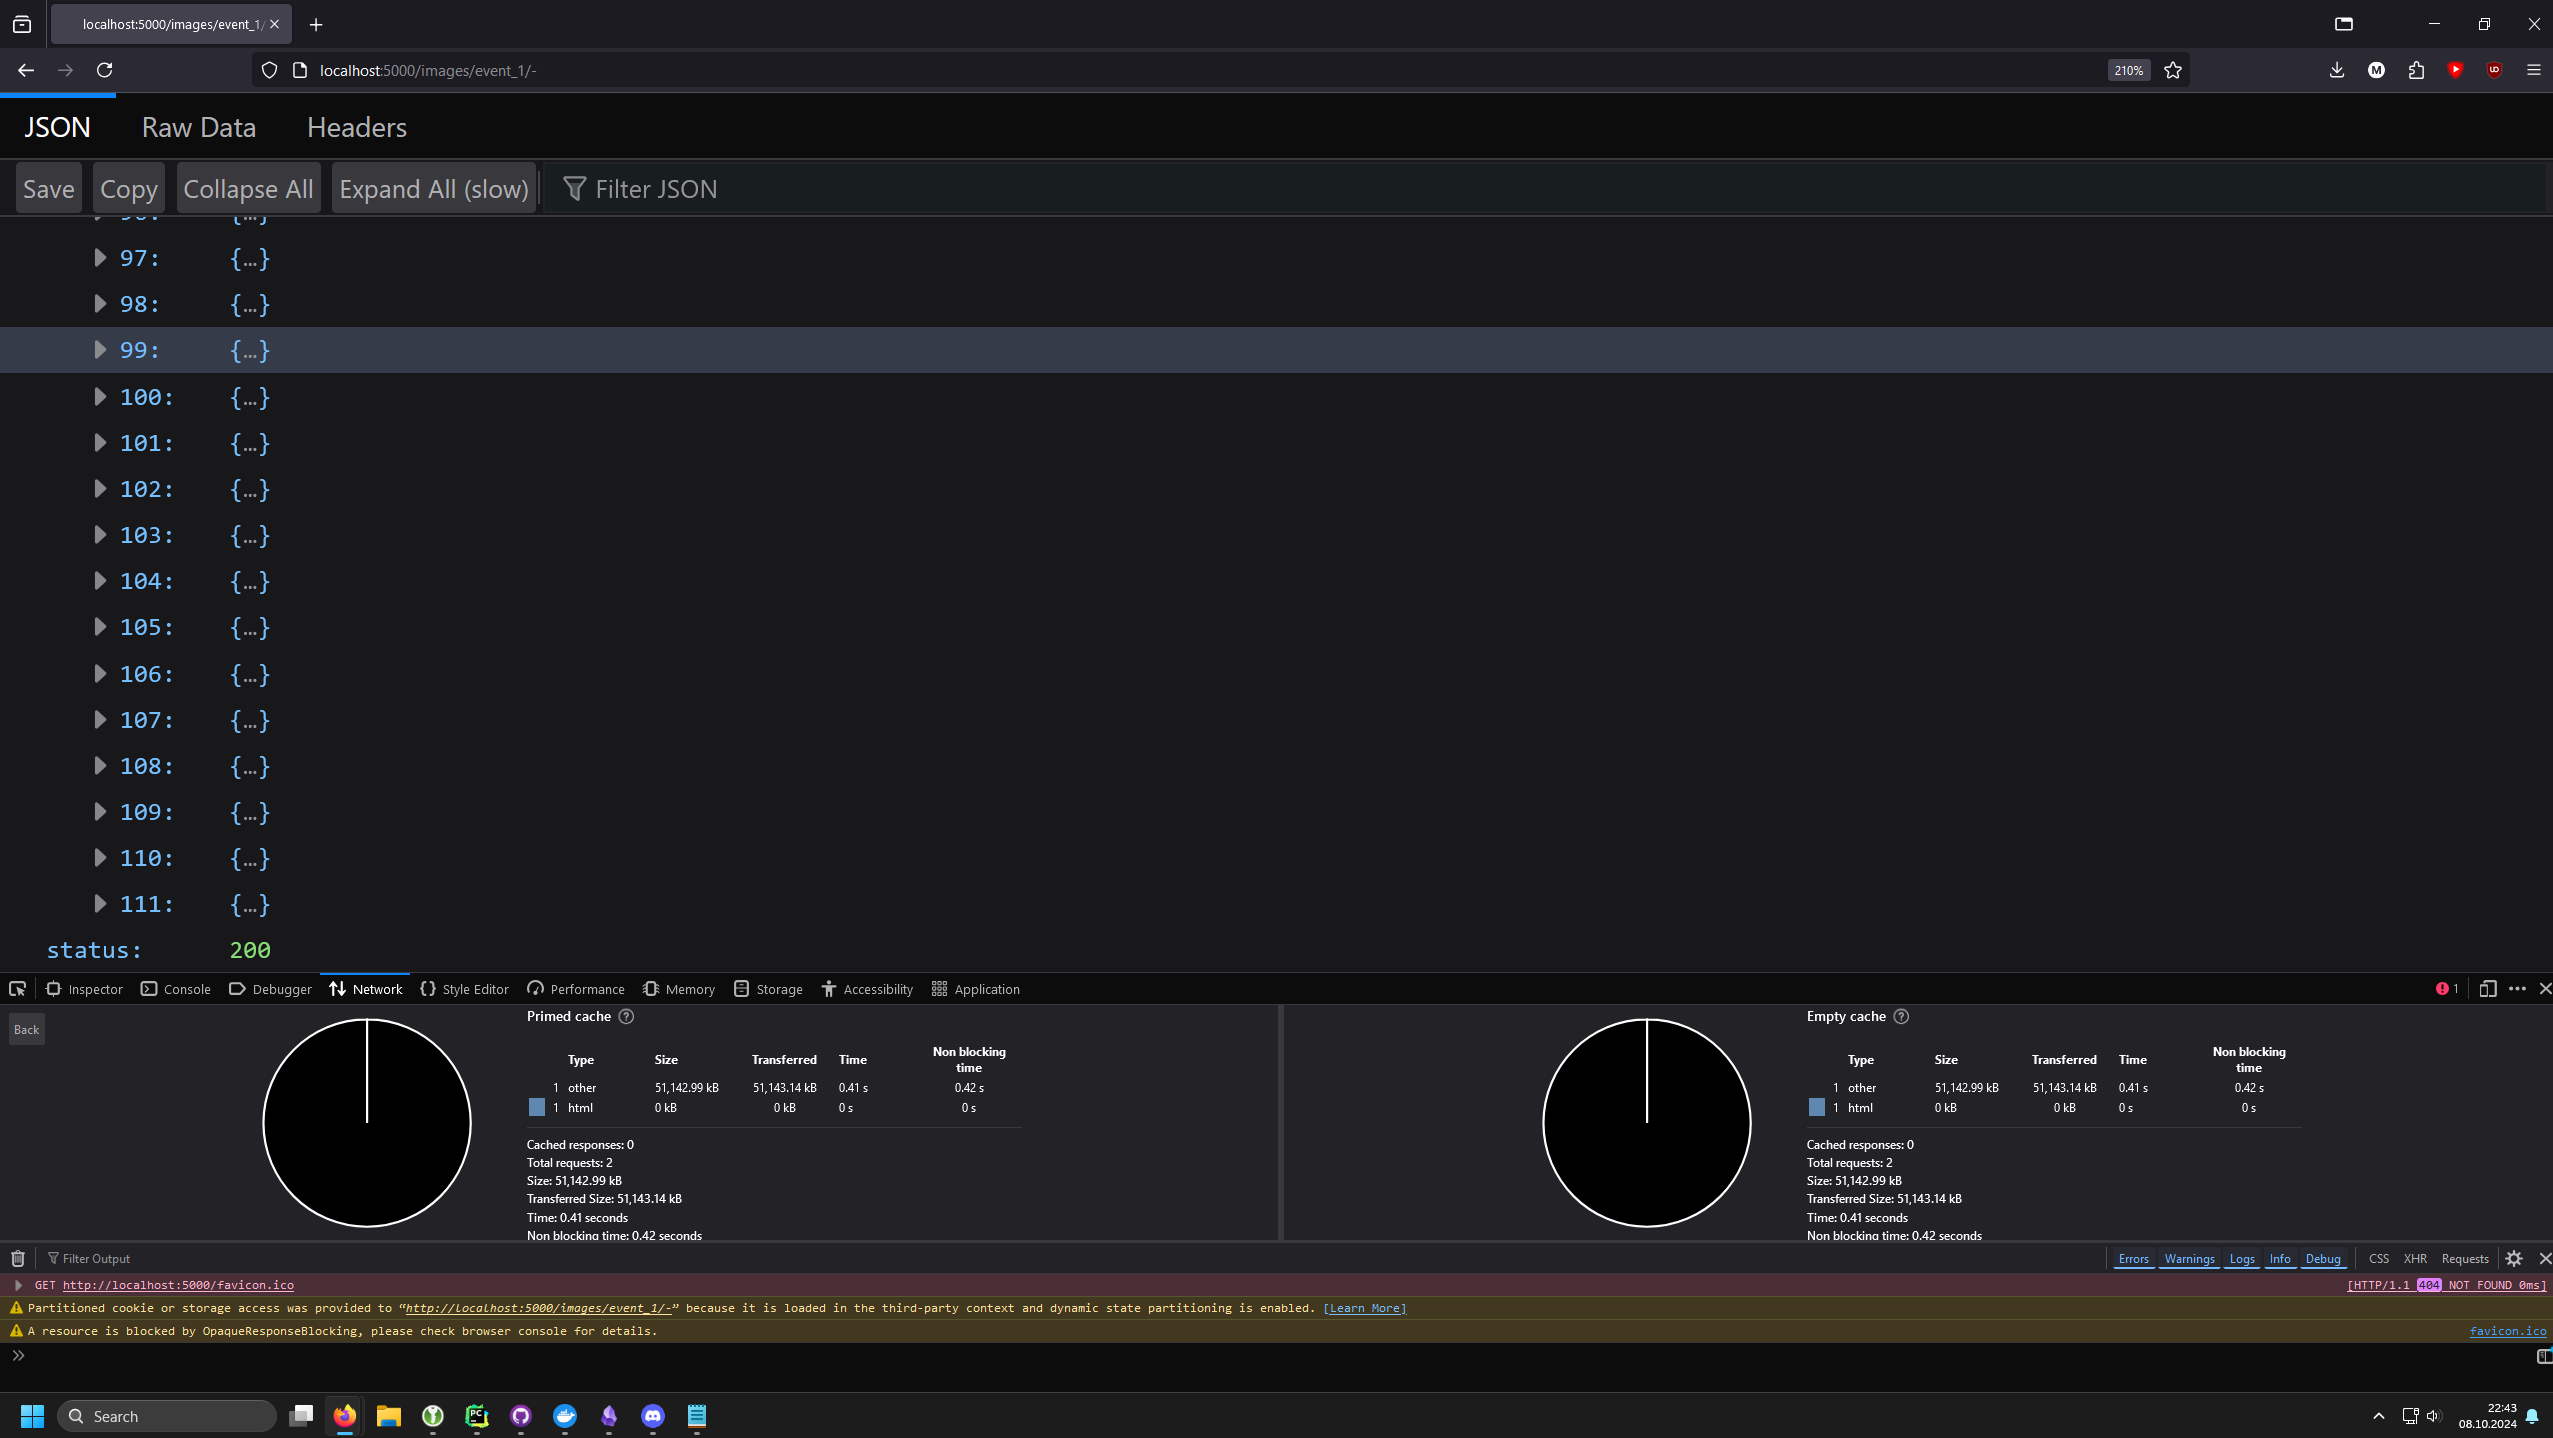 localhost:5000/images/event_1/
localhost:5000/images/event_1/-
210%
JSON Raw Data Headers
Save Copy Collapse All Expand All (slow) Filter JSON
97: {…}
98: {…}
99: {…}
100: {…}
101: {…}
102: {…}
103: {…}
104: {…}
105: {…}
106: {…}
107: {…}
108: {…}
109: {…}
110: {…}
111: {…}
status: 200
Inspector Console Debugger Network Style Editor Performance Memory Storage Accessibility Application 1
Back
Primed cache
Type Size Transferred Time Non blocking time
1 other 51,142.99 kB 51,143.14 kB 0.41 s 0.42 s
1 html 0 kB 0 kB 0 s 0 s
Cached responses: 0
Total requests: 2
Size: 51,142.99 kB
Transferred Size: 51,143.14 kB
Time: 0.41 seconds
Non blocking time: 0.42 seconds
Empty cache
Type Size Transferred Time Non blocking time
1 other 51,142.99 kB 51,143.14 kB 0.41 s 0.42 s
1 html 0 kB 0 kB 0 s 0 s
Cached responses: 0
Total requests: 2
Size: 51,142.99 kB
Transferred Size: 51,143.14 kB
Time: 0.41 seconds
Non blocking time: 0.42 seconds
Filter Output Errors Warnings Logs Info Debug CSS XHR Requests
GET http://localhost:5000/favicon.ico [HTTP/1.1 404 NOT FOUND 0ms]
Partitioned cookie or storage access was provided to “http://localhost:5000/images/event_1/-” because it is loaded in the third-party context and dynamic state partitioning is enabled. [Learn More]
A resource is blocked by OpaqueResponseBlocking, please check browser console for details. favicon.ico
Search
22:43
08.10.2024